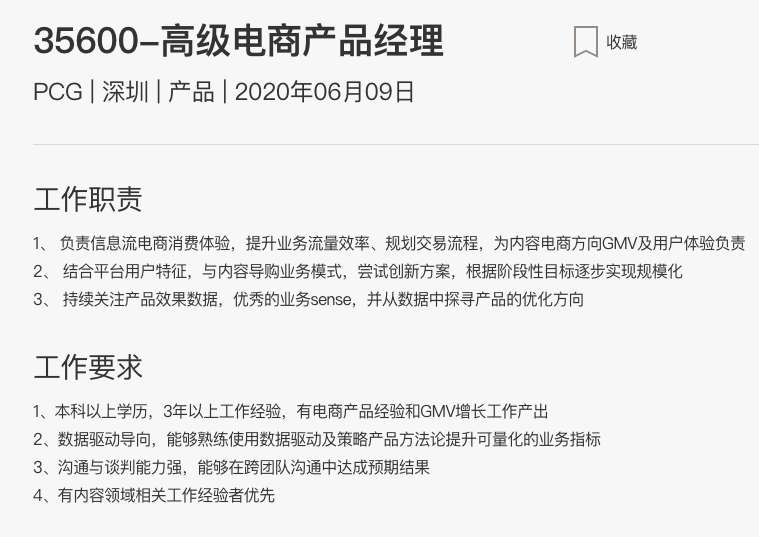 35600-高级电商产品经理
收藏
PCG | 深圳 | 产品 | 2020年06月09日
工作职责
1、 负责信息流电商消费体验，提升业务流量效率、规划交易流程，为内容电商方向GMV及用户体验负责
2、 结合平台用户特征，与内容导购业务模式，尝试创新方案，根据阶段性目标逐步实现规模化
3、 持续关注产品效果数据，优秀的业务sense，并从数据中探寻产品的优化方向
工作要求
1、本科以上学历，3年以上工作经验，有电商产品经验和GMV增长工作产出
2、数据驱动导向，能够熟练使用数据驱动及策略产品方法论提升可量化的业务指标
3、沟通与谈判能力强，能够在跨团队沟通中达成预期结果
4、有内容领域相关工作经验者优先